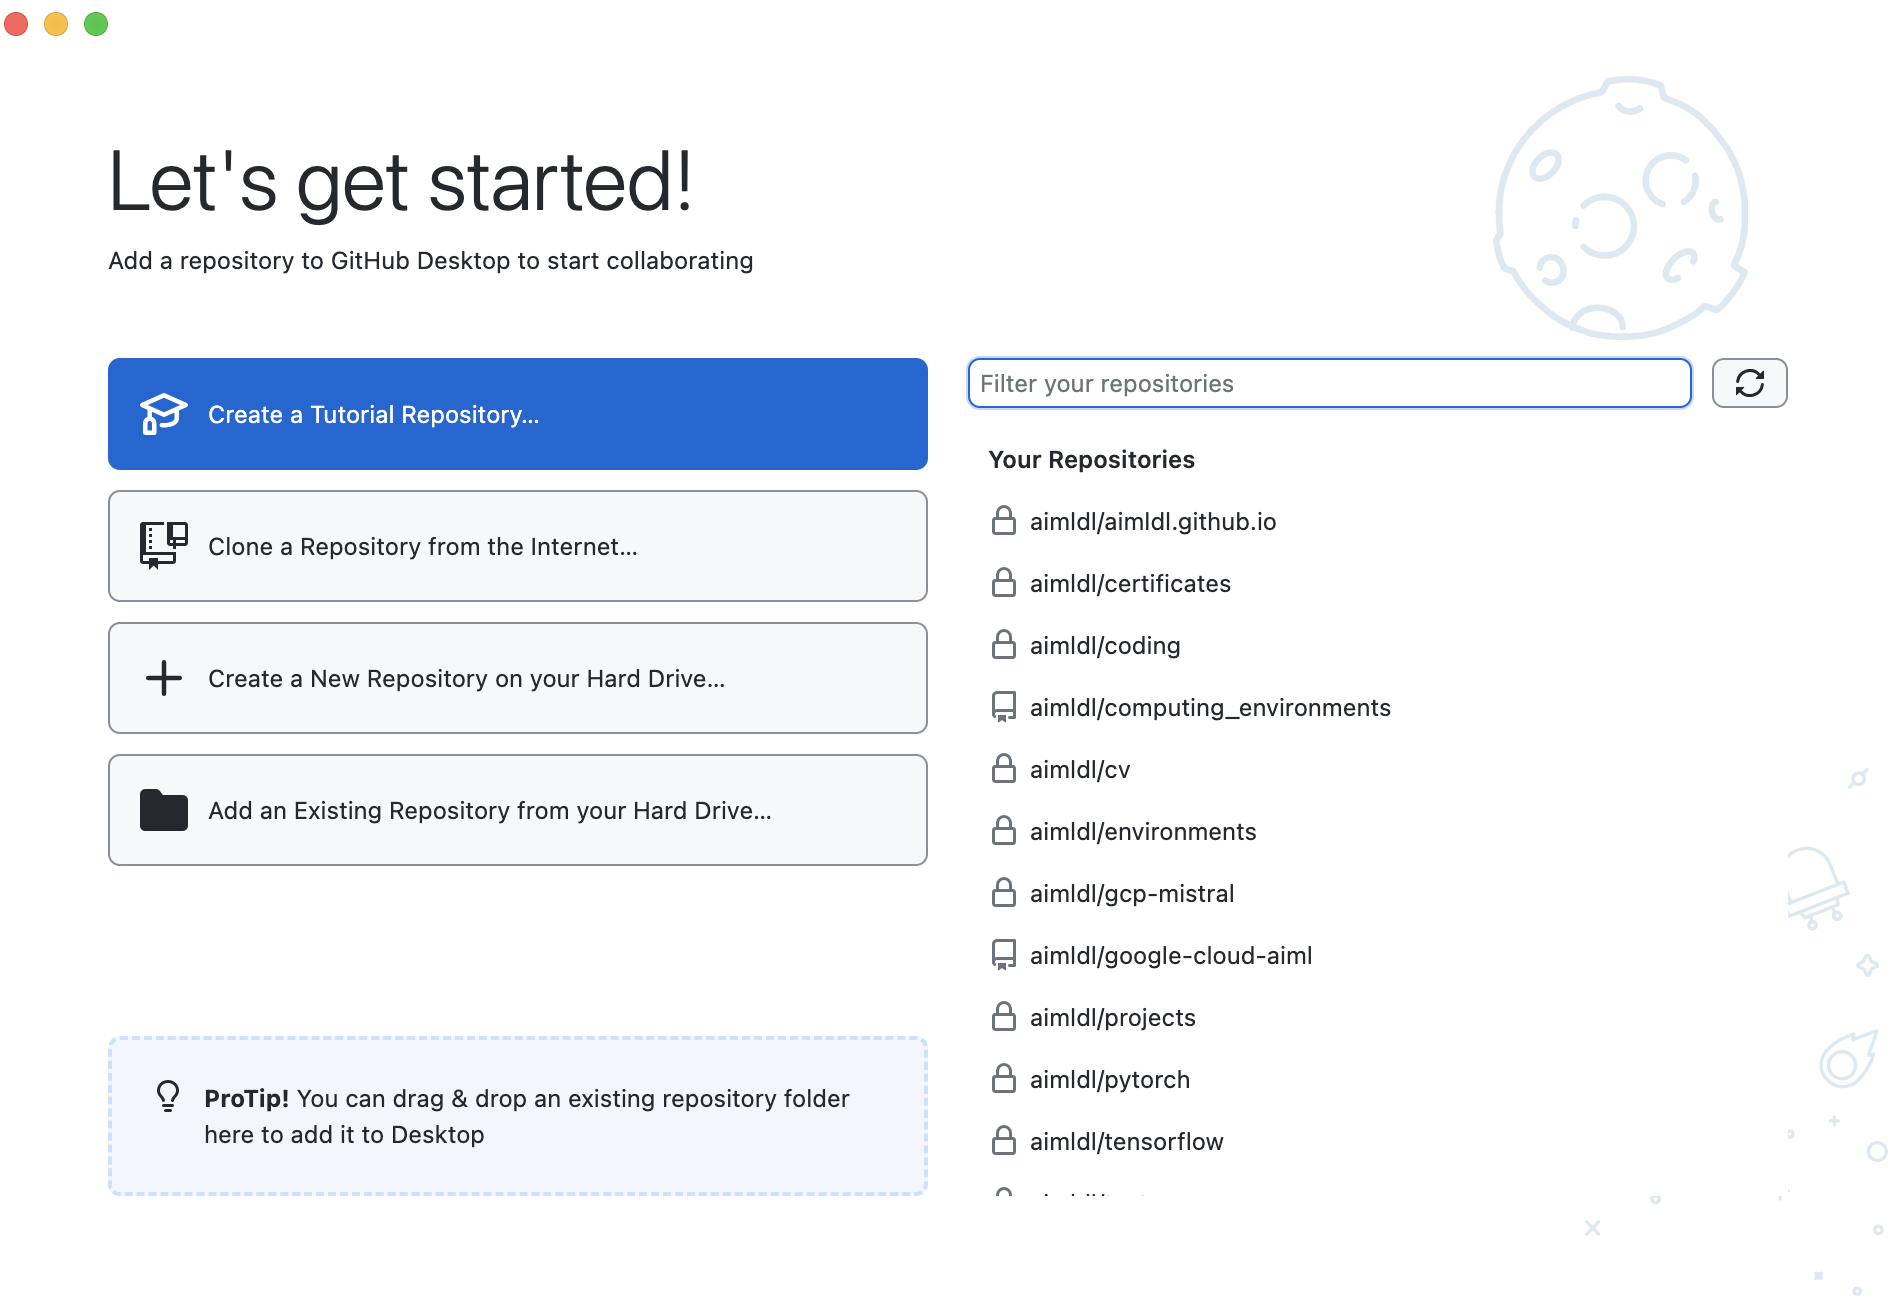 Let's get started!
Add a repository to GitHub Desktop to start collaborating
Create a Tutorial Repository...
Clone a Repository from the Internet...
Create a New Repository on your Hard Drive...
Add an Existing Repository from your Hard Drive...
ProTip! You can drag & drop an existing repository folder
here to add it to Desktop
Filter your repositories
Your Repositories
aimldl/aimldl.github.io
aimldl/certificates
aimldl/coding
aimldl/computing_environments
aimldl/cv
aimldl/environments
aimldl/gcp-mistral
aimldl/google-cloud-aiml
aimldl/projects
aimldl/pytorch
aimldl/tensorflow